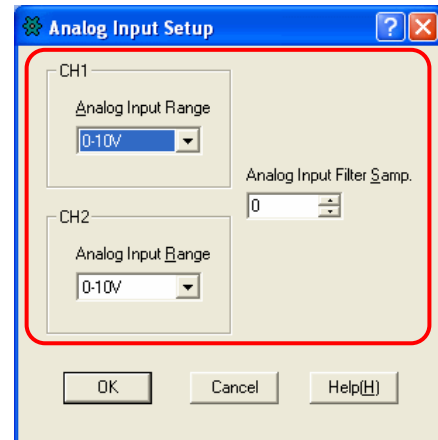 Analog Input Setup
CH1
Analog Input Range
0-10V
Analog Input Filter Samp.
0
CH2
Analog Input Range
0-10V
OK Cancel Help(H)